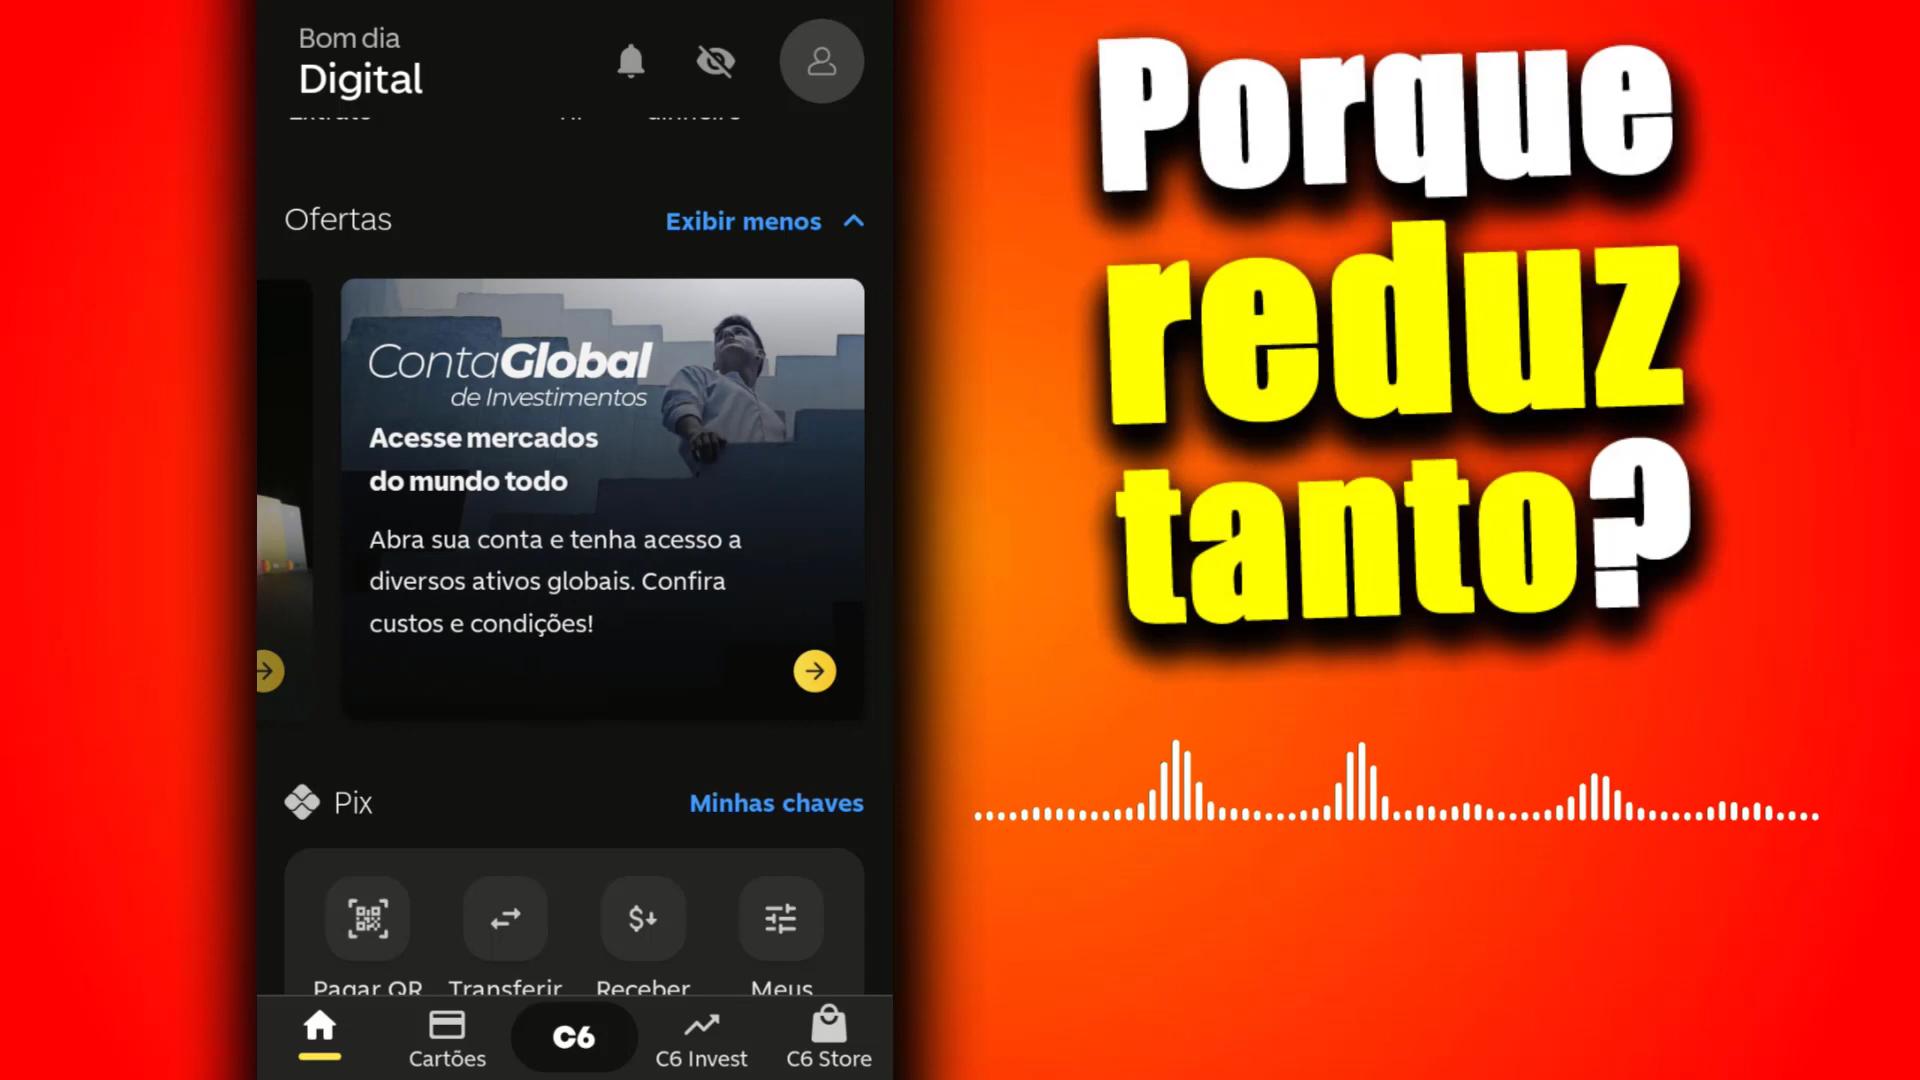 Bom dia
Digital
Ofertas
Exibir menos
ContaGlobal
de Investimentos
Acesse mercados
do mundo todo
Abra sua conta e tenha acesso a
diversos ativos globais. Confira
custos e condições!
Pix
Minhas chaves
Pagar QR
Transferir
Receber
Meus
C6
Cartões
C6 Invest
C6 Store
Porque
reduz
tanto?